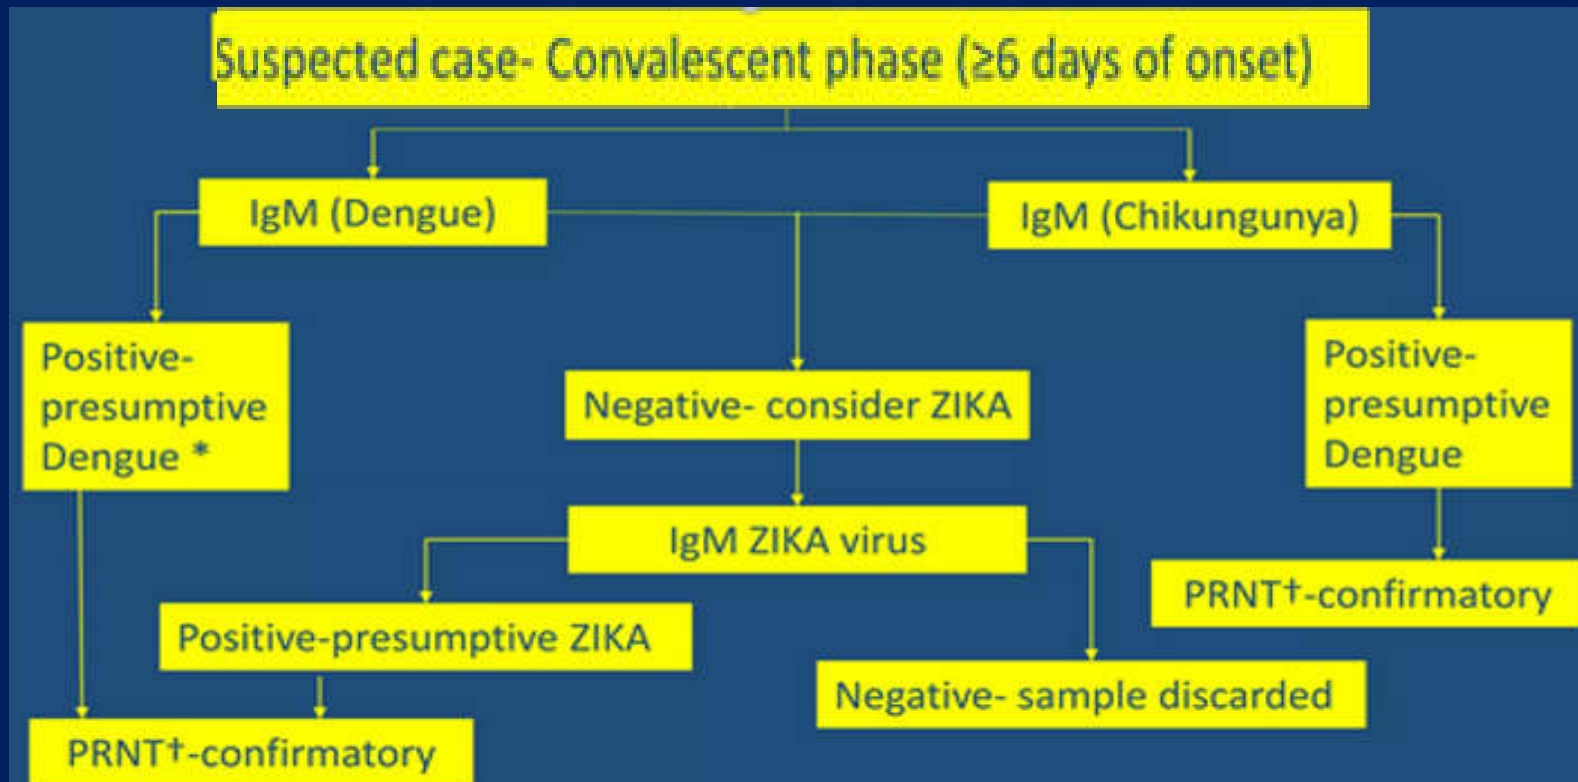 Suspected case- Convalescent phase (≥6 days of onset)
IgM (Dengue)
IgM (Chikungunya)
Positive-
presumptive
Dengue *
Negative- consider ZIKA
Positive-
presumptive
Dengue
IgM ZIKA virus
PRNT†-confirmatory
Positive-presumptive ZIKA
Negative- sample discarded
PRNT†-confirmatory